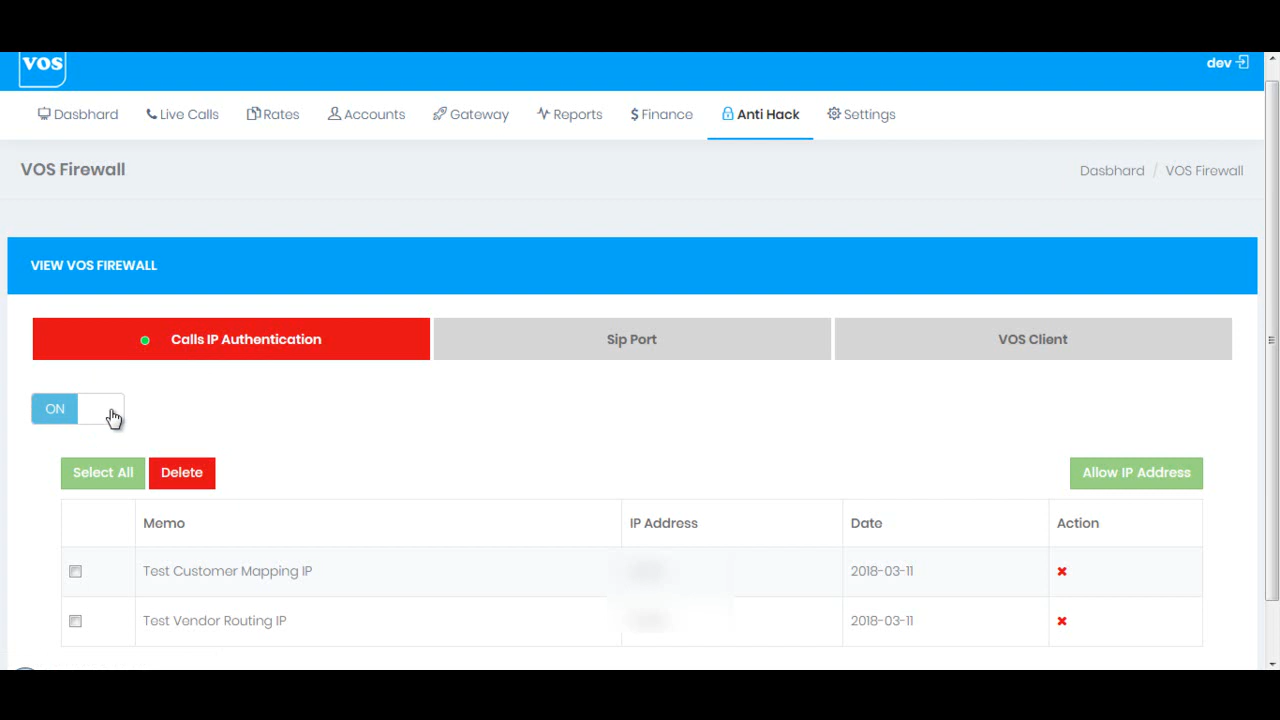 VOS
dev
Dasbhard Live Calls Rates Accounts Gateway Reports $ Finance Anti Hack Settings
VOS Firewall
Dasbhard / VOS Firewall
VIEW VOS FIREWALL
Calls IP Authentication Sip Port VOS Client
ON
Select All Delete Allow IP Address
Memo IP Address Date Action
Test Customer Mapping IP 2018-03-11
Test Vendor Routing IP 2018-03-11